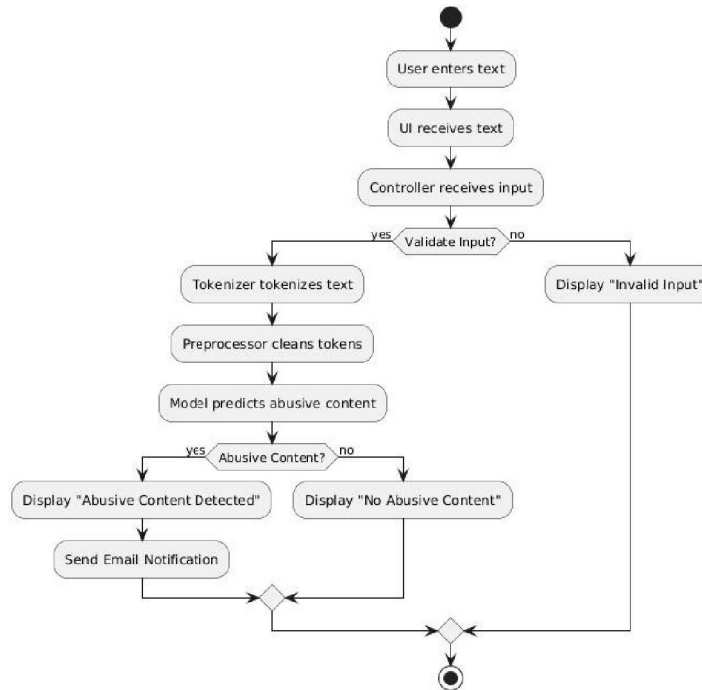 User enters text
UI receives text
Controller receives input
yes
Validate Input?
no
Tokenizer tokenizes text
Display "Invalid Input"
Preprocessor cleans tokens
Model predicts abusive content
yes
Abusive Content?
no
Display "Abusive Content Detected"
Display "No Abusive Content"
Send Email Notification